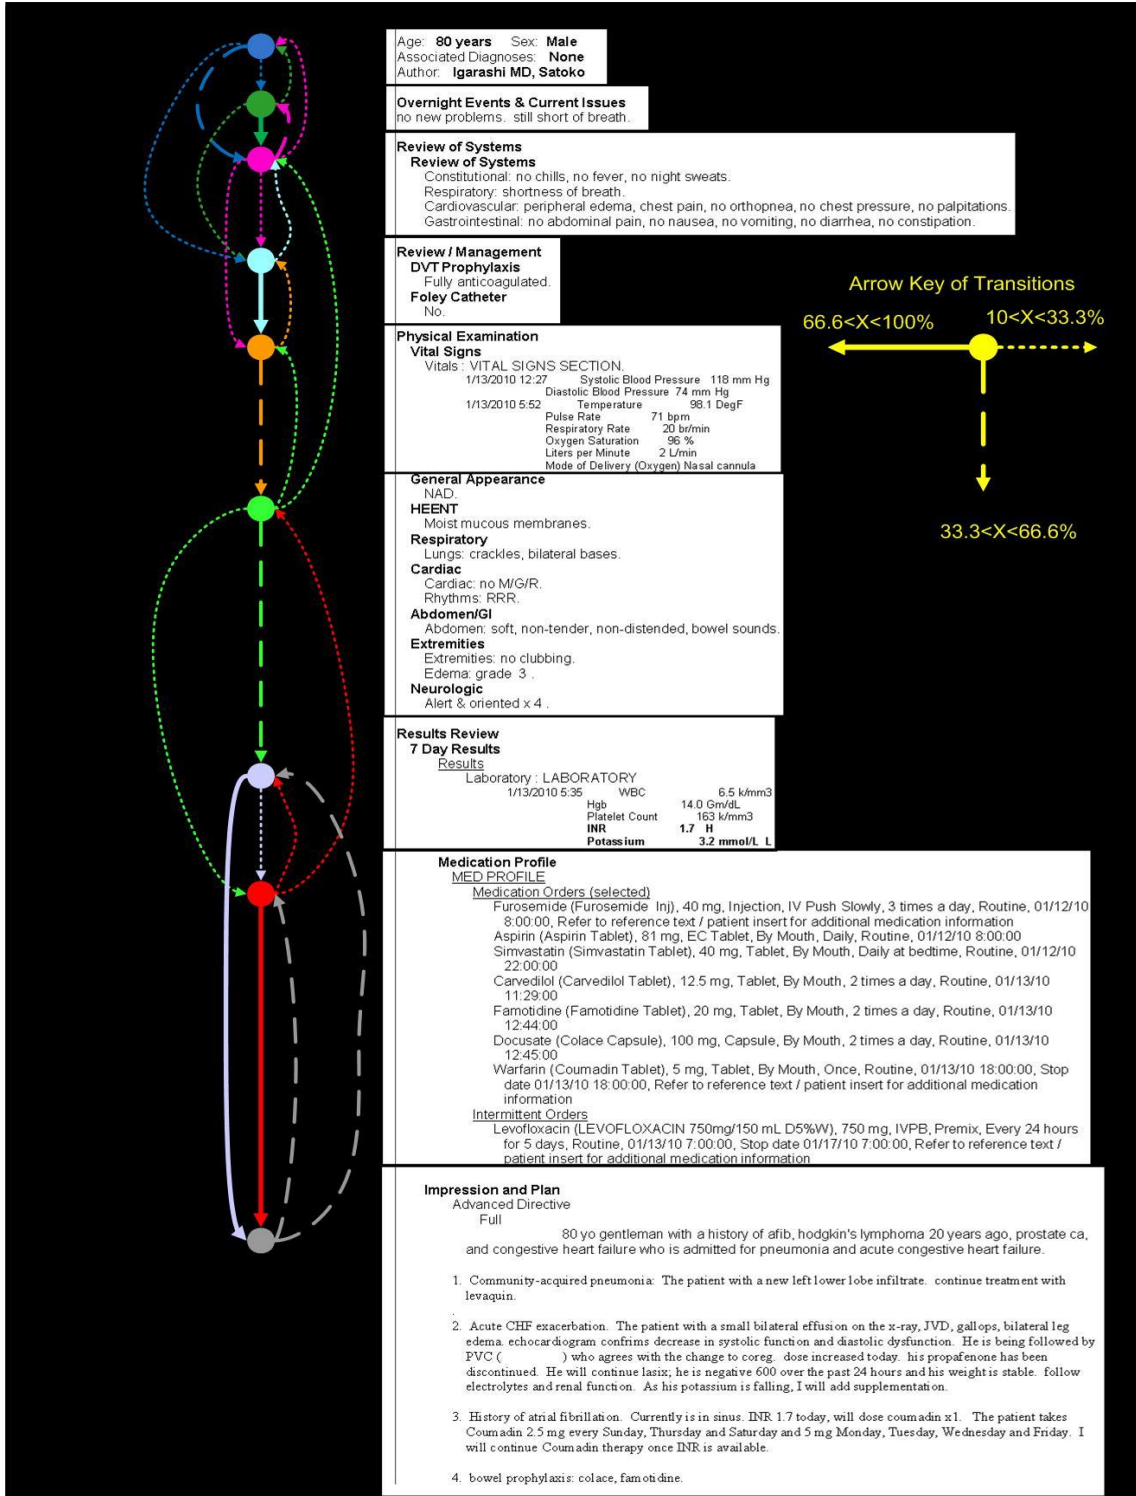 Age: 80 years Sex: Male
Associated Diagnoses: None
Author: Igarashi MD, Satoko
Overnight Events & Current Issues
no new problems. still short of breath.
Review of Systems
Review of Systems
Constitutional: no chills, no fever, no night sweats.
Respiratory: shortness of breath.
Cardiovascular: peripheral edema, chest pain, no orthopnea, no chest pressure, no palpitations.
Gastrointestinal: no abdominal pain, no nausea, no vomiting, no diarrhea, no constipation.
Review / Management
DVT Prophylaxis
Fully anticoagulated.
Foley Catheter
No.
Arrow Key of Transitions
66.6<X<100%
10<X<33.3%
33.3<X<66.6%
Physical Examination
Vital Signs
Vitals : VITAL SIGNS SECTION.
1/13/2010 12:27 Systolic Blood Pressure 118 mm Hg
Diastolic Blood Pressure 74 mm Hg
1/13/2010 5:52 Temperature 98.1 DegF
Pulse Rate 71 bpm
Respiratory Rate 20 br/min
Oxygen Saturation 96 %
Liters per Minute 2 L/min
Mode of Delivery (Oxygen) Nasal cannula
General Appearance
NAD.
HEENT
Moist mucous membranes.
Respiratory
Lungs: crackles, bilateral bases.
Cardiac
Cardiac: no M/G/R.
Rhythms: RRR.
Abdomen/GI
Abdomen: soft, non-tender, non-distended, bowel sounds.
Extremities
Extremities: no clubbing.
Edema: grade 3 .
Neurologic
Alert & oriented x 4 .
Results Review
7 Day Results
Results
Laboratory : LABORATORY
1/13/2010 5:35 WBC 6.5 k/mm3
Hgb 14.0 Gm/dL
Platelet Count 163 k/mm3
INR 1.7 H
Potassium 3.2 mmol/L L
Medication Profile
MED PROFILE
Medication Orders (selected)
Furosemide (Furosemide Inj), 40 mg, Injection, IV Push Slowly, 3 times a day, Routine, 01/12/10
8:00:00, Refer to reference text / patient insert for additional medication information
Aspirin (Aspirin Tablet), 81 mg, EC Tablet, By Mouth, Daily, Routine, 01/12/10 8:00:00
Simvastatin (Simvastatin Tablet), 40 mg, Tablet, By Mouth, Daily at bedtime, Routine, 01/12/10
22:00:00
Carvedilol (Carvedilol Tablet), 12.5 mg, Tablet, By Mouth, 2 times a day, Routine, 01/13/10
11:29:00
Famotidine (Famotidine Tablet), 20 mg, Tablet, By Mouth, 2 times a day, Routine, 01/13/10
12:44:00
Docusate (Colace Capsule), 100 mg, Capsule, By Mouth, 2 times a day, Routine, 01/13/10
12:45:00
Warfarin (Coumadin Tablet), 5 mg, Tablet, By Mouth, Once, Routine, 01/13/10 18:00:00, Stop
date 01/13/10 18:00:00, Refer to reference text / patient insert for additional medication
information
Intermittent Orders
Levofloxacin (LEVOFLOXACIN 750mg/150 mL D5%W), 750 mg, IVPB, Premix, Every 24 hours
for 5 days, Routine, 01/13/10 7:00:00, Stop date 01/17/10 7:00:00, Refer to reference text /
patient insert for additional medication information
Impression and Plan
Advanced Directive
Full
80 yo gentleman with a history of afib, hodgkin's lymphoma 20 years ago, prostate ca,
and congestive heart failure who is admitted for pneumonia and acute congestive heart failure.
1. Community-acquired pneumonia: The patient with a new left lower lobe infiltrate. continue treatment with
levaquin.
.
2. Acute CHF exacerbation. The patient with a small bilateral effusion on the x-ray, JVD, gallops, bilateral leg
edema. echocardiogram confrims decrease in systolic function and diastolic dysfunction. He is being followed by
PVC ( ) who agrees with the change to coreg. dose increased today. his propafenone has been
discontinued. He will continue lasix; he is negative 600 over the past 24 hours and his weight is stable. follow
electrolytes and renal function. As his potassium is falling, I will add supplementation.
3. History of atrial fibrillation. Currently is in sinus. INR 1.7 today, will dose coumadin x1. The patient takes
Coumadin 2.5 mg every Sunday, Thursday and Saturday and 5 mg Monday, Tuesday, Wednesday and Friday. I
will continue Coumadin therapy once INR is available.
4. bowel prophylaxis: colace, famotidine.